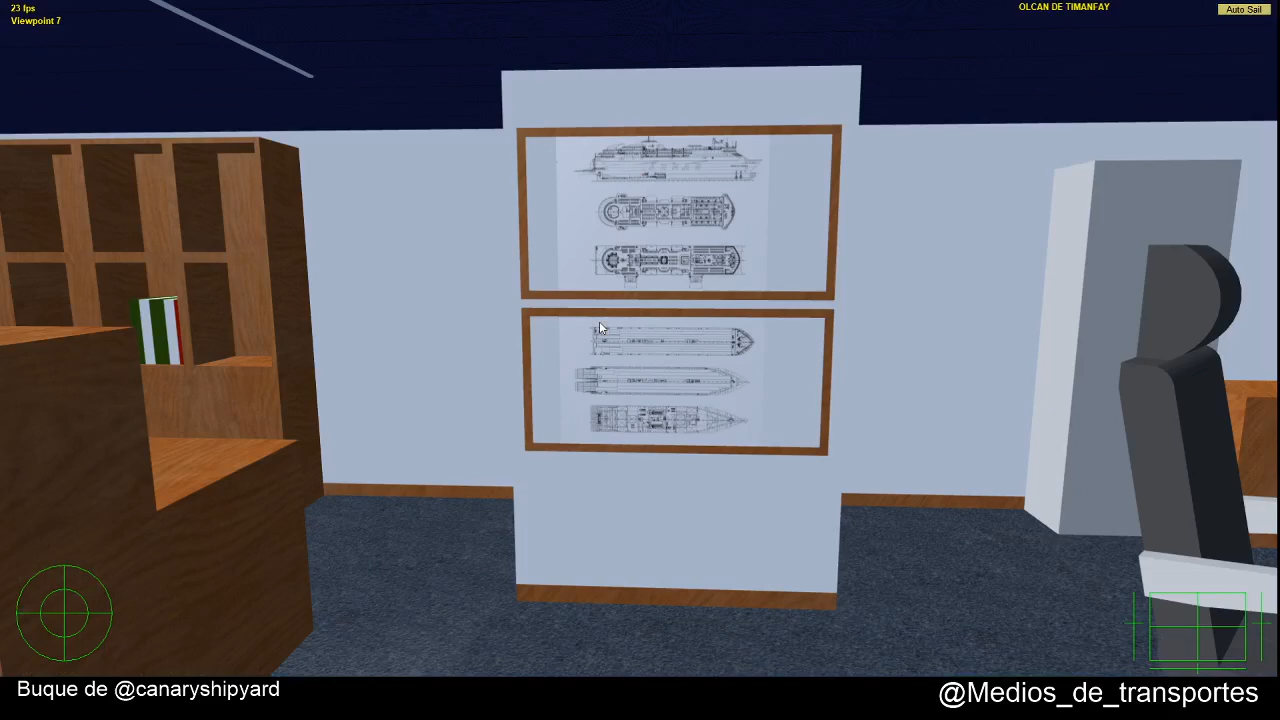 23 fps
Viewpoint 7
OLCAN DE TIMANFAY
Auto Sail
Buque de @canaryshipyard
@Medios_de_transportes